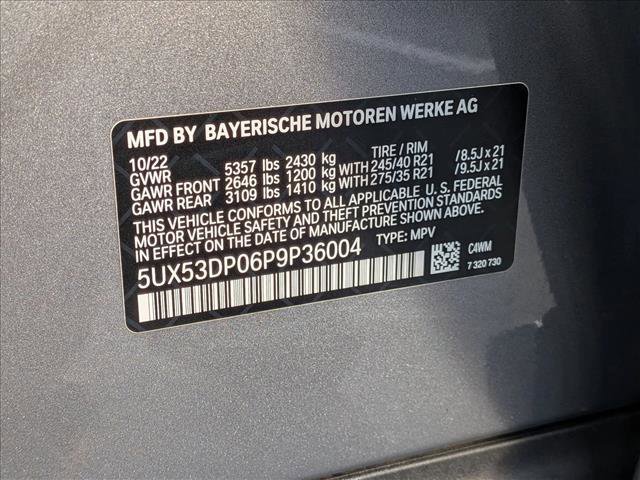 MFD BY BAYERISCHE MOTOREN WERKE AG
10/22 TIRE / RIM
GVWR 5357 lbs 2430 kg
GAWR FRONT 2646 lbs 1200 kg 245/40 R21 /8.5J x 21
GAWR REAR 3109 lbs 1410 kg 275/35 R21 /9.5J x 21
THIS VEHICLE CONFORMS TO ALL APPLICABLE U. S. FEDERAL
MOTOR VEHICLE SAFETY AND THEFT PREVENTION STANDARDS
IN EFFECT ON THE DATE OF MANUFACTURE SHOWN ABOVE.
5UX53DP06P9P36004 TYPE: MPV
C4WM
7 320 730